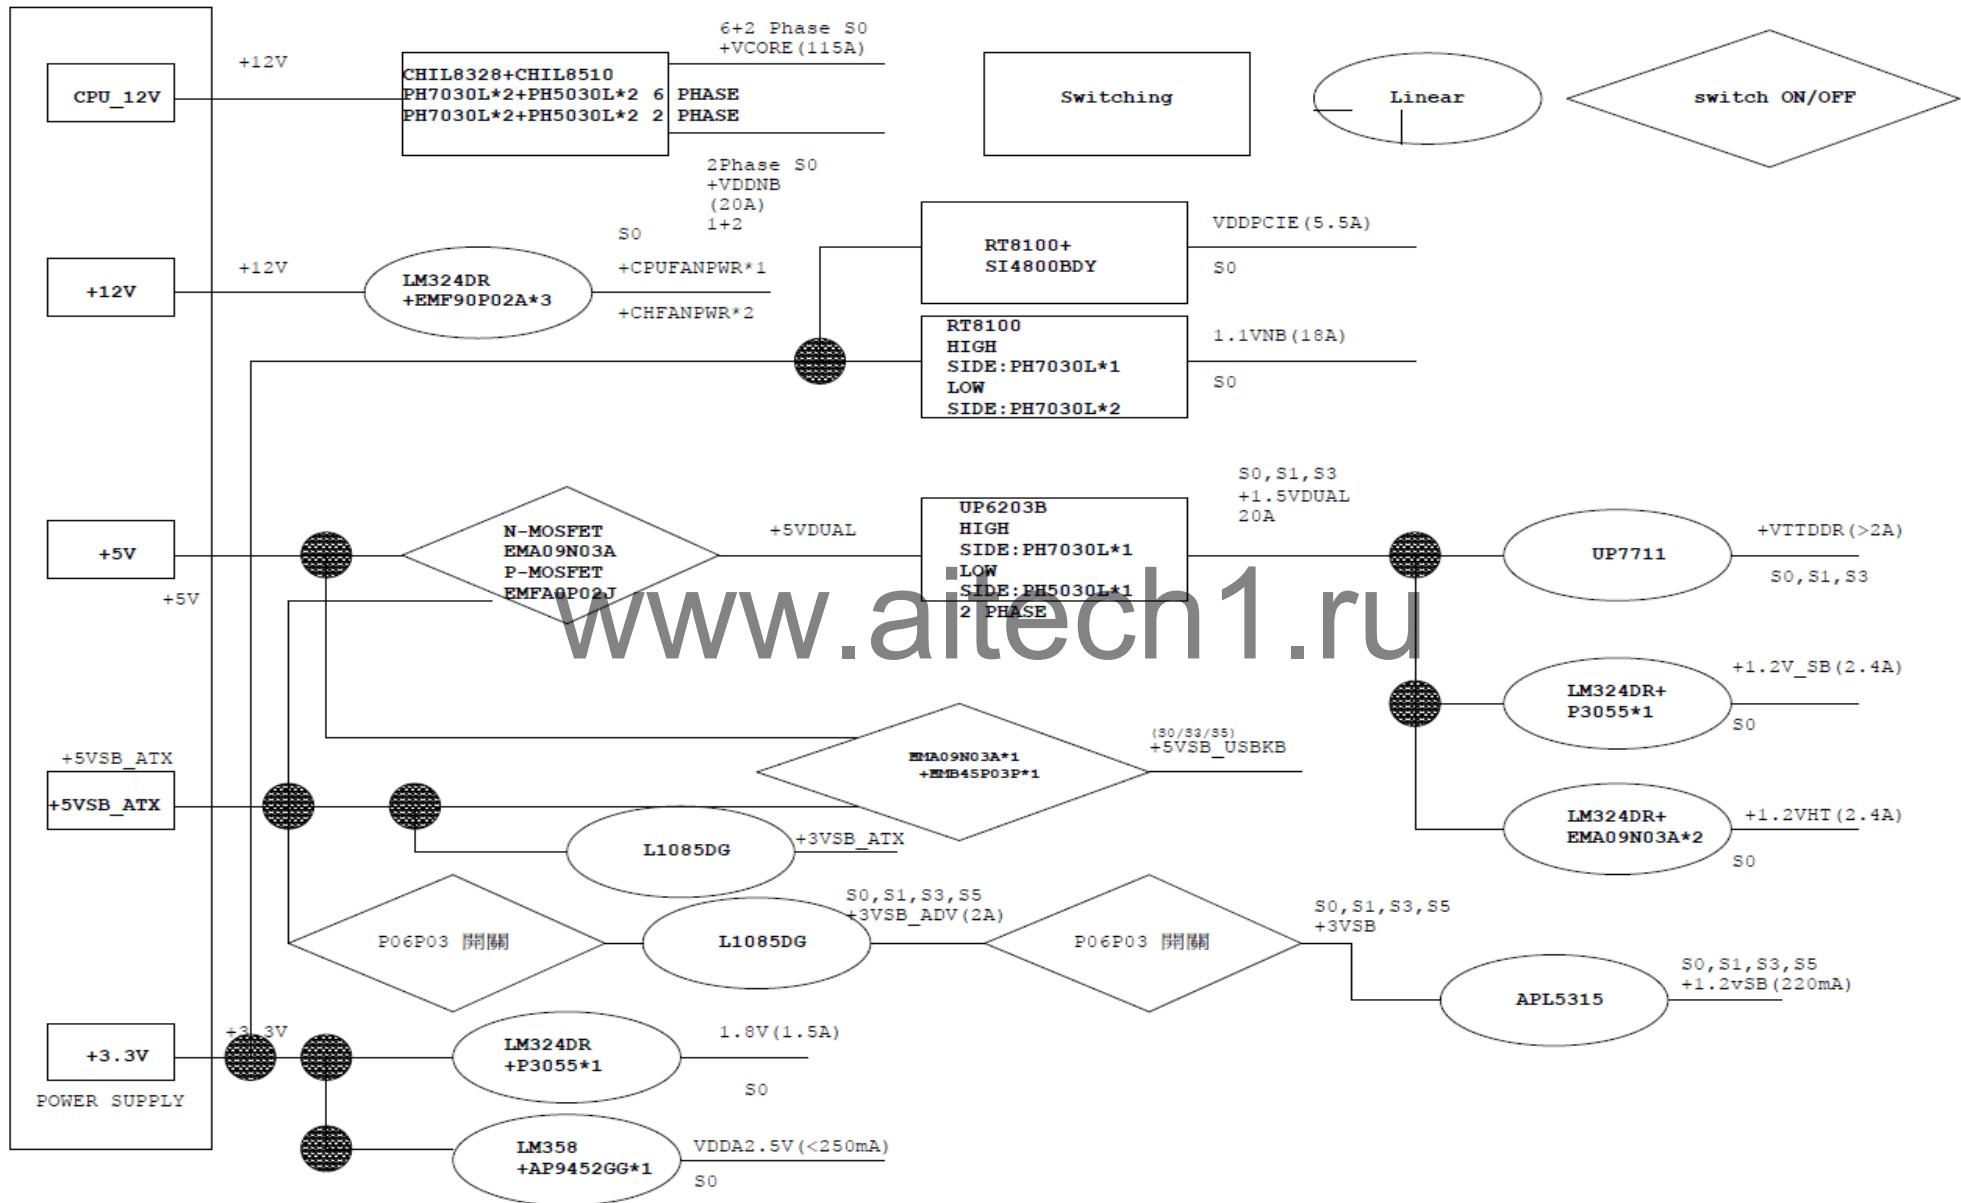 6+2 Phase S0
+VCORE(115A)
+12V
CPU_12V
CHIL8328+CHIL8510
PH7030L*2+PH5030L*2 6 PHASE
PH7030L*2+PH5030L*2 2 PHASE
Switching
Linear
switch ON/OFF
2Phase S0
+VDDNB
(20A)
1+2
+12V
+12V
LM324DR
+EMF90P02A*3
S0
+CPUFANPWR*1
+CHFANPWR*2
RT8100+
SI4800BDY
VDDPCIE(5.5A)
S0
RT8100
HIGH
SIDE:PH7030L*1
LOW
SIDE:PH7030L*2
1.1VNB(18A)
S0
+5V
+5V
N-MOSFET
EMA09N03A
P-MOSFET
EMFA0P02J
+5VDUAL
UP6203B
HIGH
SIDE:PH7030L*1
LOW
SIDE:PH5030L*1
2 PHASE
S0,S1,S3
+1.5VDUAL
20A
UP7711
+VTTDDR(>2A)
S0,S1,S3
www.aitech1.ru
LM324DR+
P3055*1
+1.2V_SB(2.4A)
S0
+5VSB_ATX
+5VSB_ATX
EMA09N03A*1
+EMB45P03P*1
(S0/S3/S5)
+5VSB_USBKB
LM324DR+
EMA09N03A*2
+1.2VHT(2.4A)
S0
L1085DG
+3VSB_ATX
P06P03 開關
L1085DG
S0,S1,S3,S5
+3VSB_ADV(2A)
P06P03 開關
S0,S1,S3,S5
+3VSB
APL5315
S0,S1,S3,S5
+1.2vSB(220mA)
+3.3V
+3.3V
LM324DR
+P3055*1
1.8V(1.5A)
S0
POWER SUPPLY
LM358
+AP9452GG*1
VDDA2.5V(<250mA)
S0